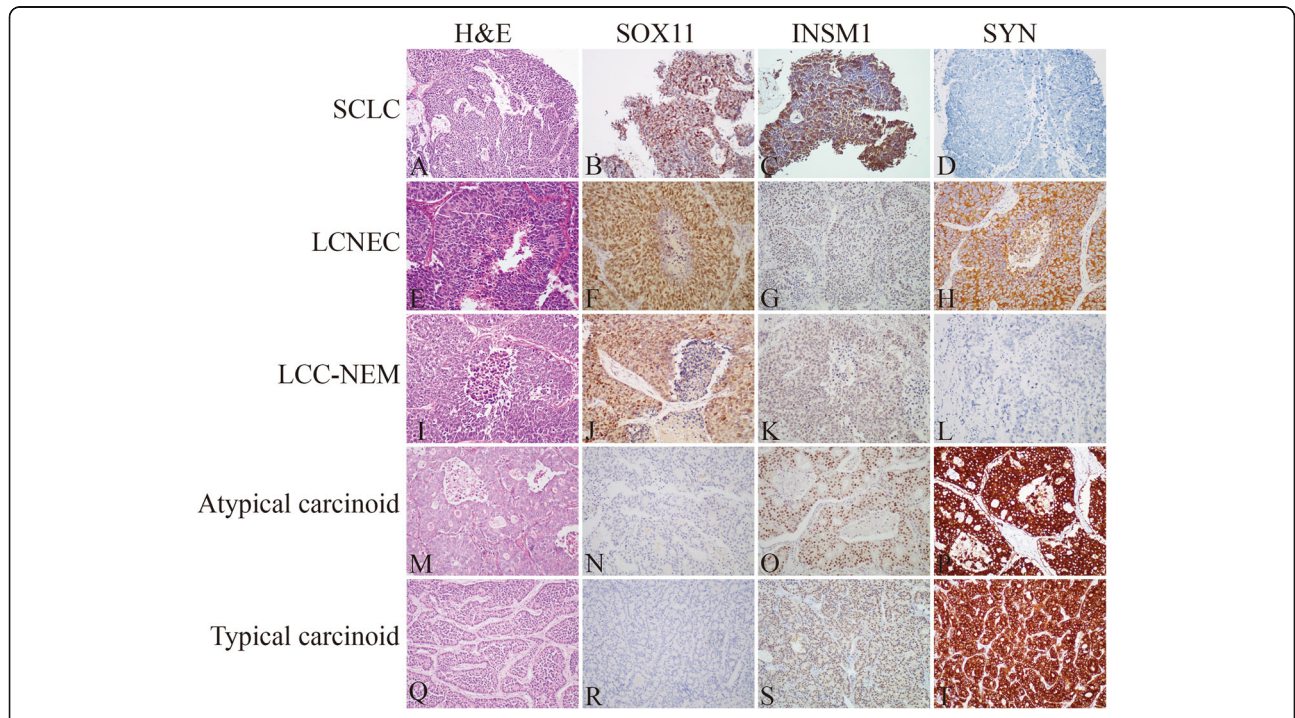 H&E SOX11 INSM1 SYN
SCLC A B C D
LCNEC E F G H
LCC-NEM I J K L
Atypical carcinoid M N O P
Typical carcinoid Q R S T